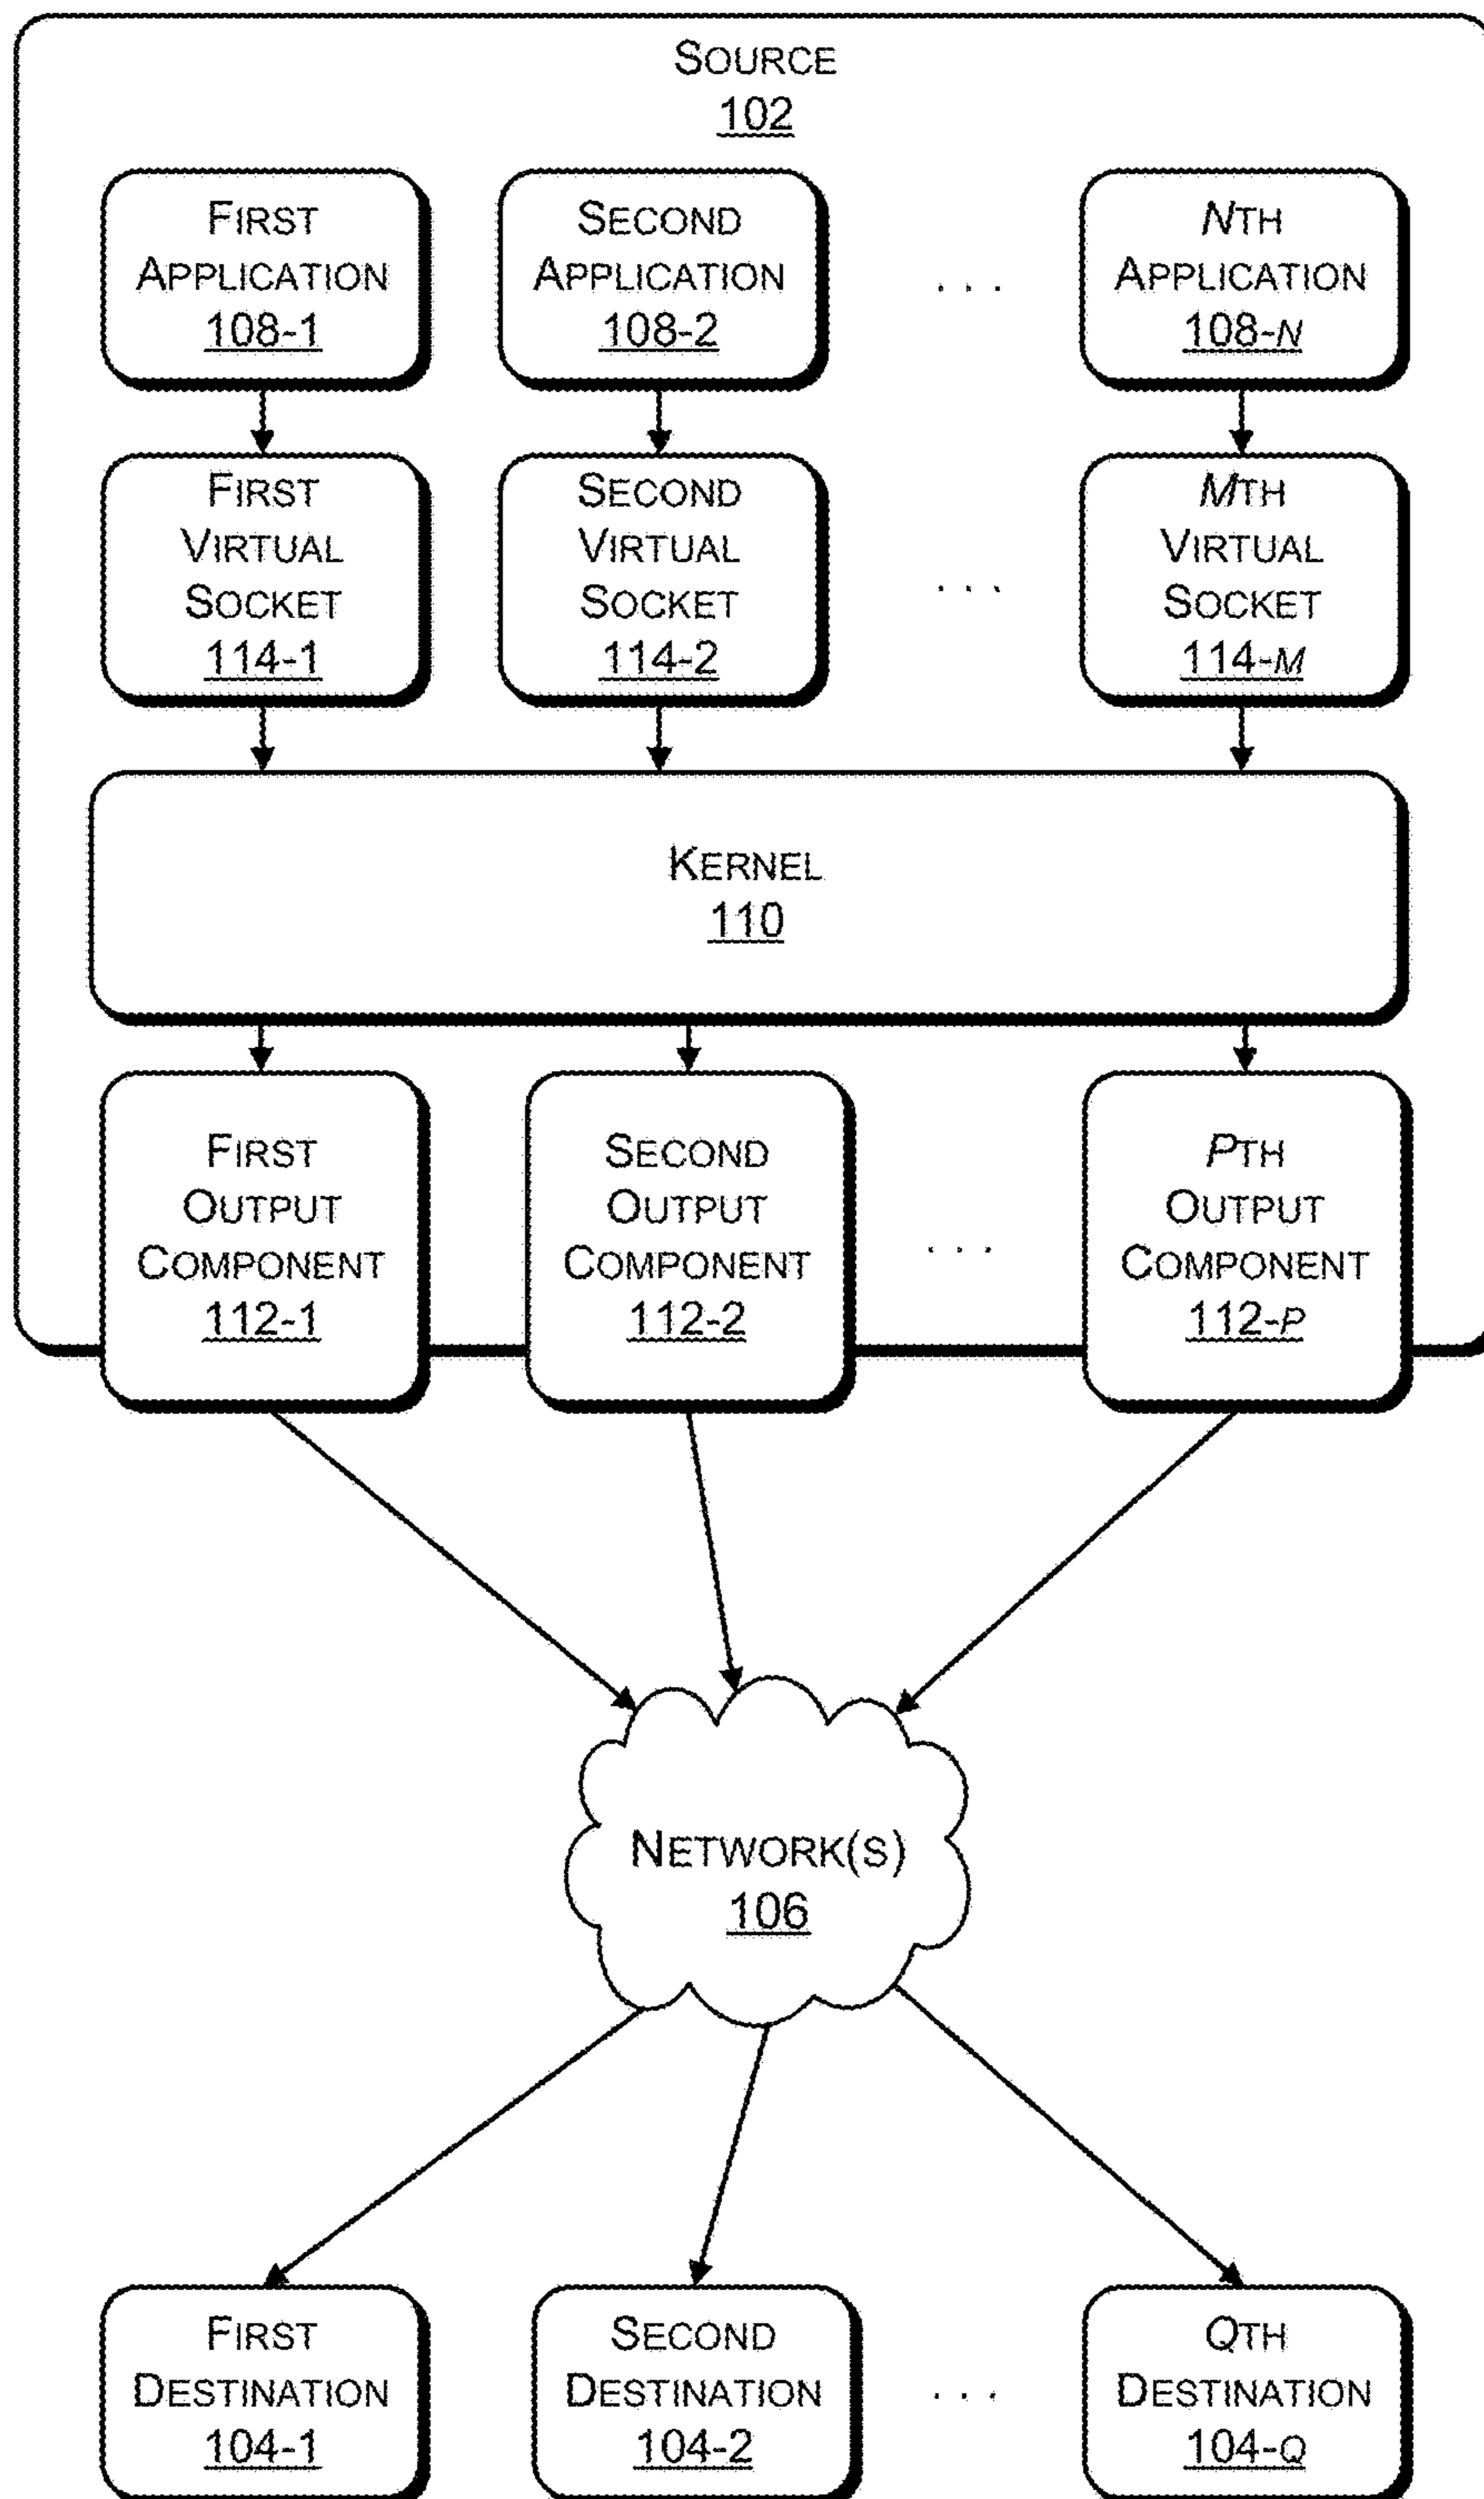 SOURCE
102
FIRST
APPLICATION
108-1
SECOND
APPLICATION
108-2
. . .
NTH
APPLICATION
108-N
FIRST
VIRTUAL
SOCKET
114-1
SECOND
VIRTUAL
SOCKET
114-2
. . .
MTH
VIRTUAL
SOCKET
114-M
KERNEL
110
FIRST
OUTPUT
COMPONENT
112-1
SECOND
OUTPUT
COMPONENT
112-2
. . .
PTH
OUTPUT
COMPONENT
112-P
NETWORK(S)
106
FIRST
DESTINATION
104-1
SECOND
DESTINATION
104-2
. . .
QTH
DESTINATION
104-Q